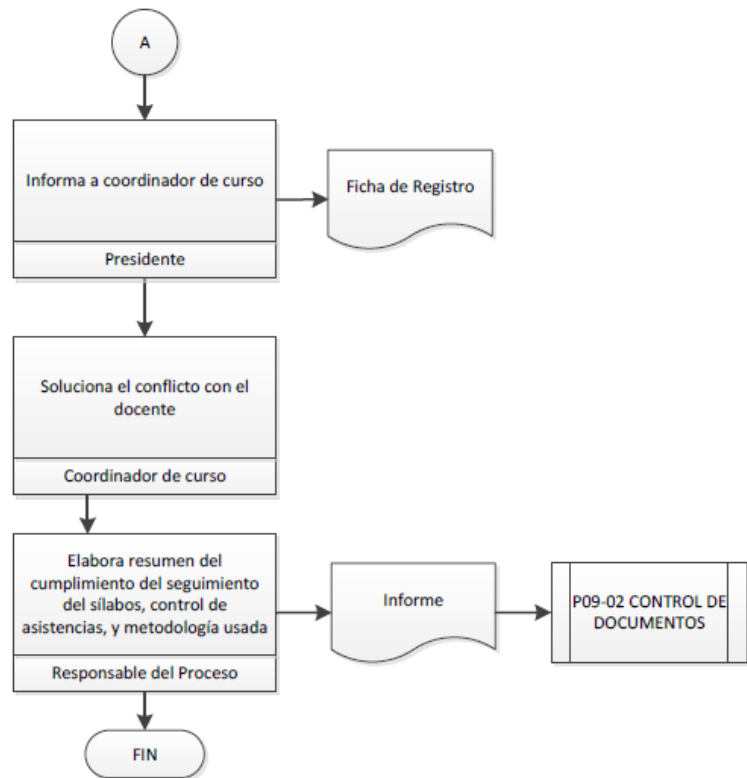 A
Informa a coordinador de curso
Presidente
Ficha de Registro
Soluciona el conflicto con el
docente
Coordinador de curso
Elabora resumen del
cumplimiento del seguimiento
del sílabos, control de
asistencias, y metodología usada
Responsable del Proceso
Informe
P09-02 CONTROL DE
DOCUMENTOS
FIN